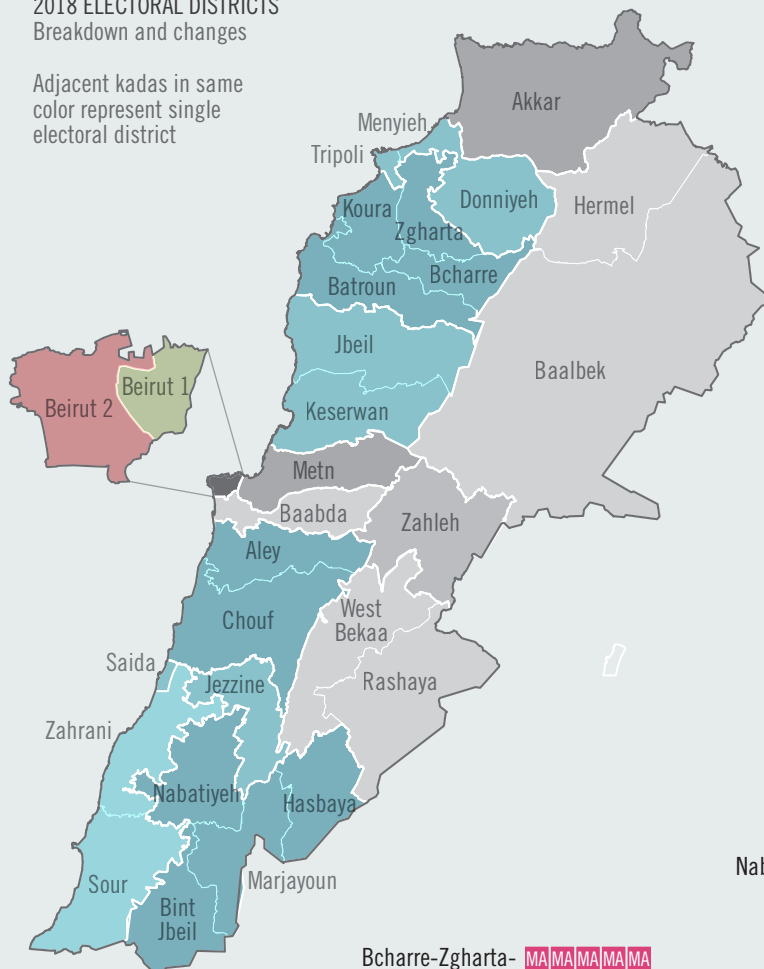 2018 ELECTORAL DISTRICTS
Breakdown and changes
Adjacent kadas in same
color represent single
electoral district
Akkar
Menyieh
Tripoli
Donniyeh
Hermel
Koura
Zgharta
Bcharre
Batroun
Jbeil
Baalbek
Beirut 1
Beirut 2
Keserwan
Metn
Baabda
Zahleh
Aley
West
Bekaa
Chouf
Saida
Jezzine
Rashaya
Zahrani
Nabatiyeh
Hasbaya
Nab
Sour
Marjayoun
Bint
Jbeil
Bcharre-Zgharta- MA MA MA MA MA